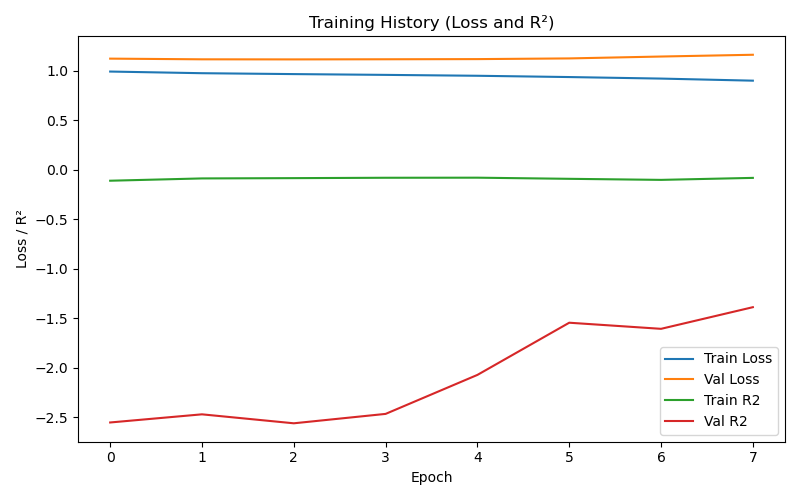 Training History (Loss and R²)
Loss / R²
1.0
0.5
0.0
−0.5
−1.0
−1.5
−2.0
−2.5
0 1 2 3 4 5 6 7
Epoch
Train Loss
Val Loss
Train R2
Val R2